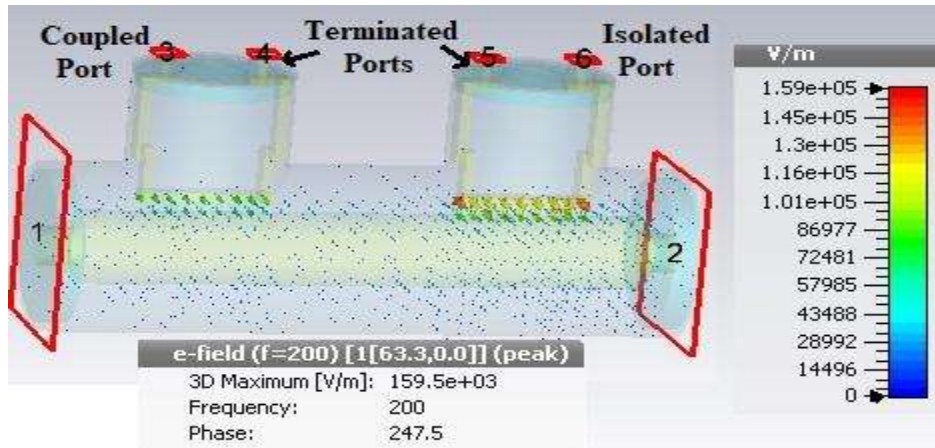 Coupled
Port
3
4
Terminated
Ports
5
6
Isolated
Port
V/m
1.59e+05
1.45e+05
1.3e+05
1.16e+05
1.01e+05
86977
72481
57985
43488
28992
14496
0
1
2
e-field (f=200) [1[63.3,0.0]] (peak)
3D Maximum [V/m]: 159.5e+03
Frequency: 200
Phase: 247.5